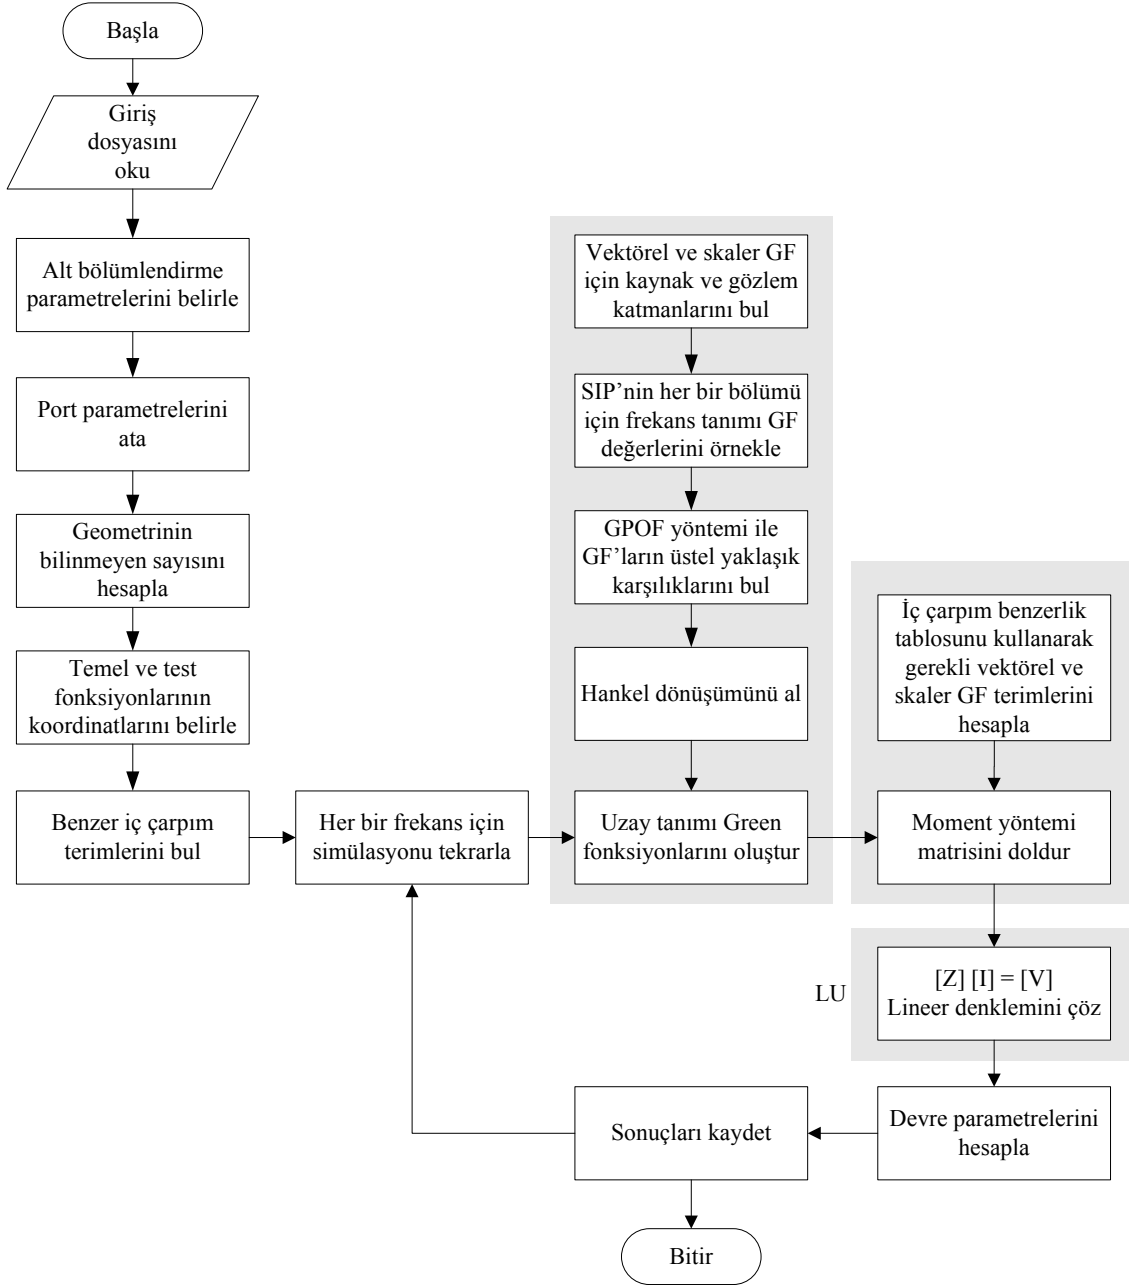 Başla
Giriş
dosyasını
oku
Alt bölümlendirme
parametrelerini belirle
Port parametrelerini
ata
Geometrinin
bilinmeyen sayısını
hesapla
Temel ve test
fonksiyonlarının
koordinatlarını belirle
Benzer iç çarpım
terimlerini bul
Her bir frekans için
simülasyonu tekrarla
Vektörel ve skaler GF
için kaynak ve gözlem
katmanlarını bul
SIP’nin her bir bölümü
için frekans tanımı GF
değerlerini örnekle
GPOF yöntemi ile
GF’ların üstel yaklaşık
karşılıklarını bul
Hankel dönüşümünü al
Uzay tanımı Green
fonksiyonlarını oluştur
İç çarpım benzerlik
tablosunu kullanarak
gerekli vektörel ve
skaler GF terimlerini
hesapla
Moment yöntemi
matrisini doldur
LU
[Z] [I] = [V]
Lineer denklemini çöz
Devre parametrelerini
hesapla
Sonuçları kaydet
Bitir